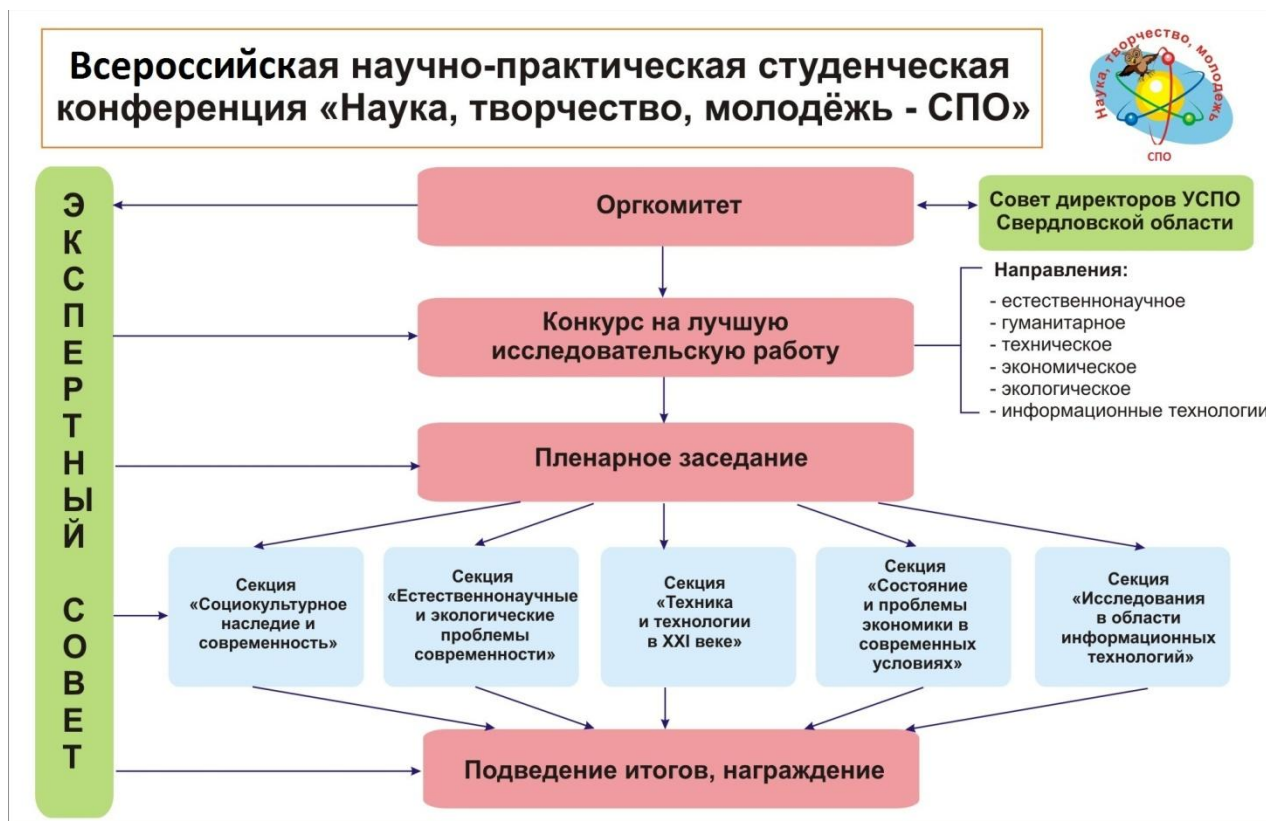 Всероссийская научно-практическая студенческая
конференция «Наука, творчество, молодёжь - СПО»
Наука, творчество, молодежь
СПО
ЭКСПЕРТНЫЙ СОВЕТ
Оргкомитет
Совет директоров УСПО
Свердловской области
Направления:
- естественнонаучное
- гуманитарное
- техническое
- экономическое
- экологическое
- информационные технологии
Конкурс на лучшую
исследовательскую работу
Пленарное заседание
Секция
«Социокультурное
наследие и
современность»
Секция
«Естественнонаучные
и экологические
проблемы
современности»
Секция
«Техника
и технологии
в XXI веке»
Секция
«Состояние
и проблемы
экономики в
современных
условиях»
Секция
«Исследования
в области
информационных
технологий»
Подведение итогов, награждение